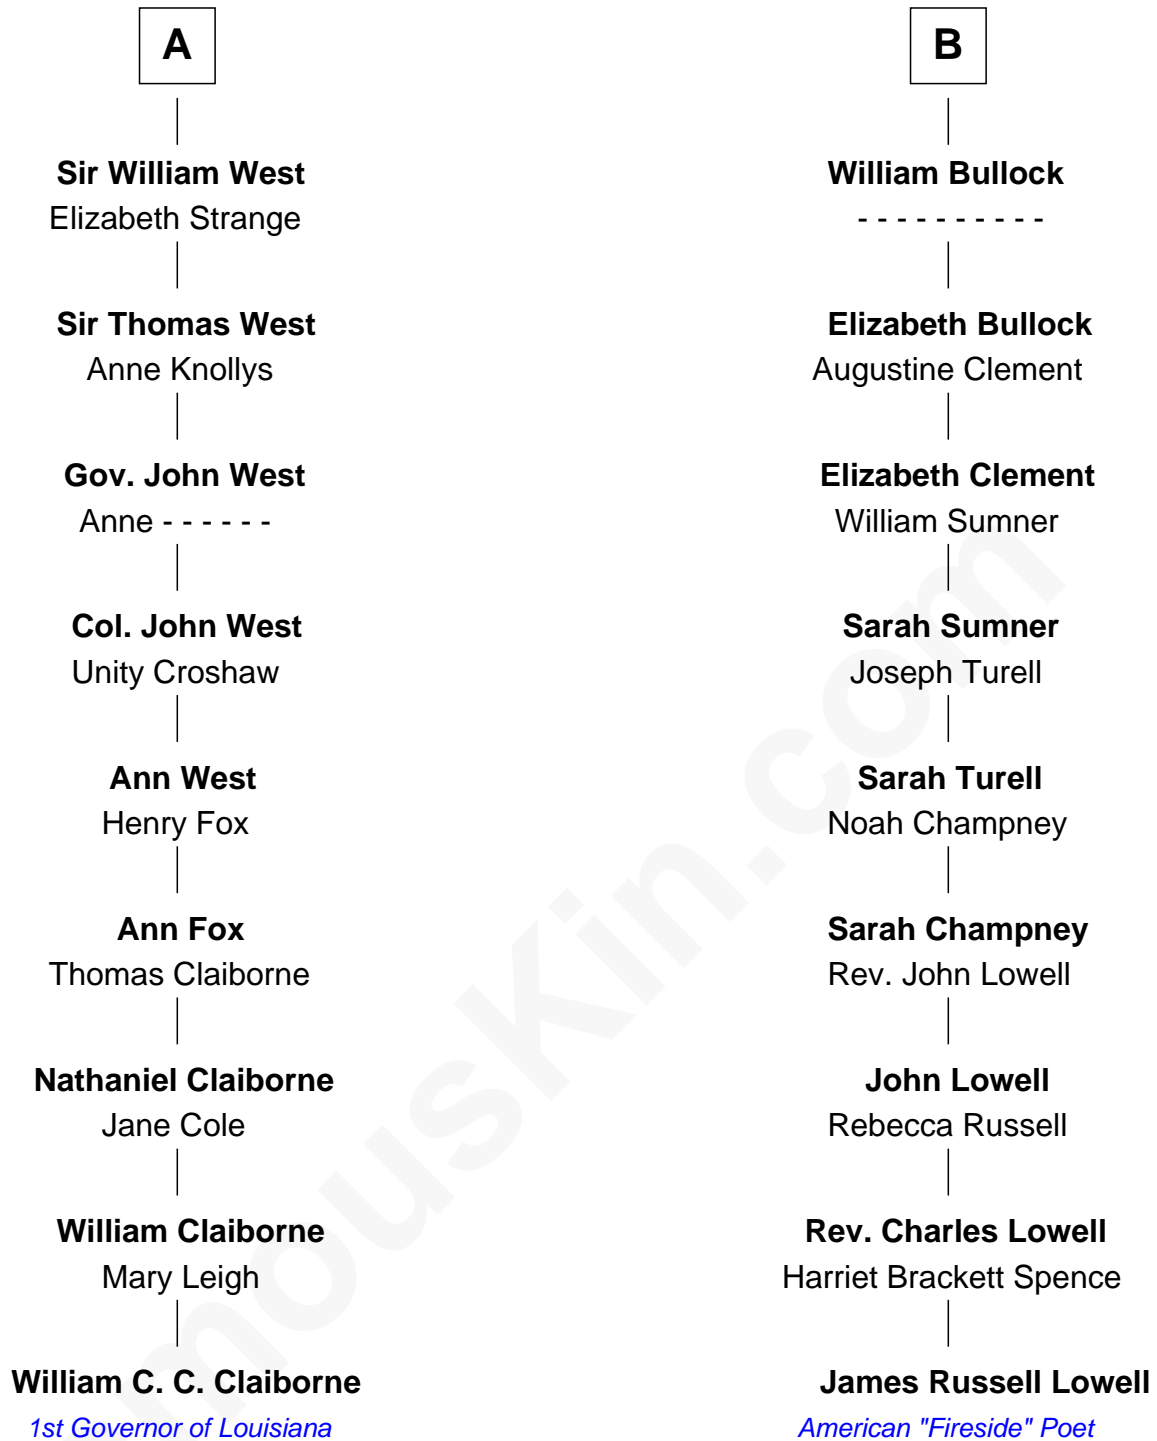 A
Sir William West
Elizabeth Strange
Sir Thomas West
Anne Knollys
Gov. John West
Anne - - - - - -
Col. John West
Unity Croshaw
Ann West
Henry Fox
Ann Fox
Thomas Claiborne
Nathaniel Claiborne
Jane Cole
William Claiborne
Mary Leigh
William C. C. Claiborne
1st Governor of Louisiana
B
William Bullock
- - - - - - - - - -
Elizabeth Bullock
Augustine Clement
Elizabeth Clement
William Sumner
Sarah Sumner
Joseph Turell
Sarah Turell
Noah Champney
Sarah Champney
Rev. John Lowell
John Lowell
Rebecca Russell
Rev. Charles Lowell
Harriet Brackett Spence
James Russell Lowell
American "Fireside" Poet
mousKin.com